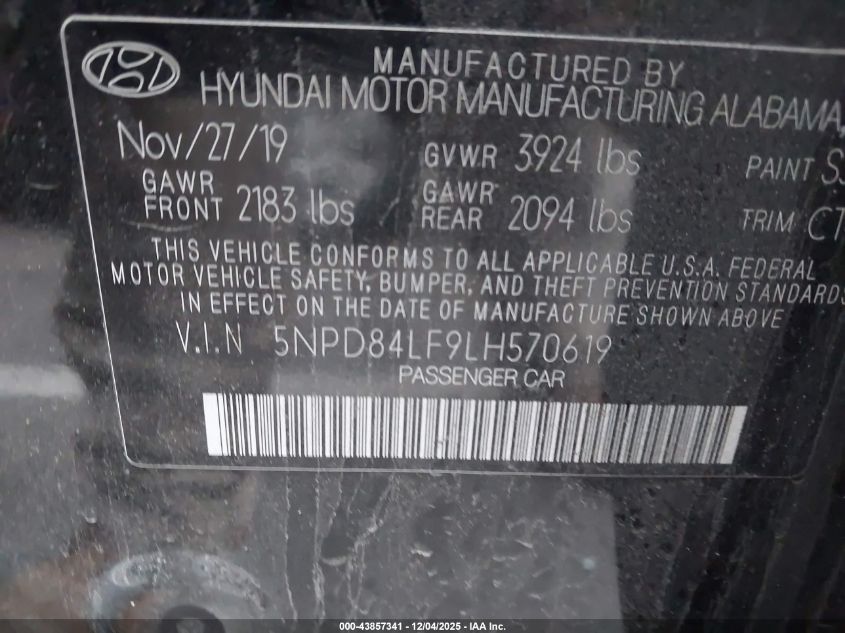 MANUFACTURED BY
HYUNDAI MOTOR MANUFACTURING ALABAMA,
Nov/27/19 GVWR 3924 lbs PAINT
GAWR FRONT 2183 lbs GAWR REAR 2094 lbs TRIM
THIS VEHICLE CONFORMS TO ALL APPLICABLE U.S.A. FEDERAL
MOTOR VEHICLE SAFETY, BUMPER, AND THEFT PREVENTION STANDARDS
IN EFFECT ON THE DATE OF MANUFACTURE SHOWN ABOVE
V.I.N 5NPD84LF9LH570619
PASSENGER CAR
000-43857341 - 12/04/2025 - IAA Inc.